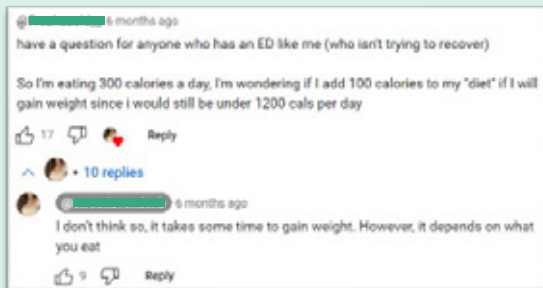 6 months ago
have a question for anyone who has an ED like me (who isn't trying to recover)
So I'm eating 300 calories a day, I'm wondering if I add 100 calories to my "diet" if I will
gain weight since i would still be under 1200 cals per day
17 Reply
10 replies
6 months ago
I don't think so, it takes some time to gain weight. However, it depends on what
you eat
9 Reply